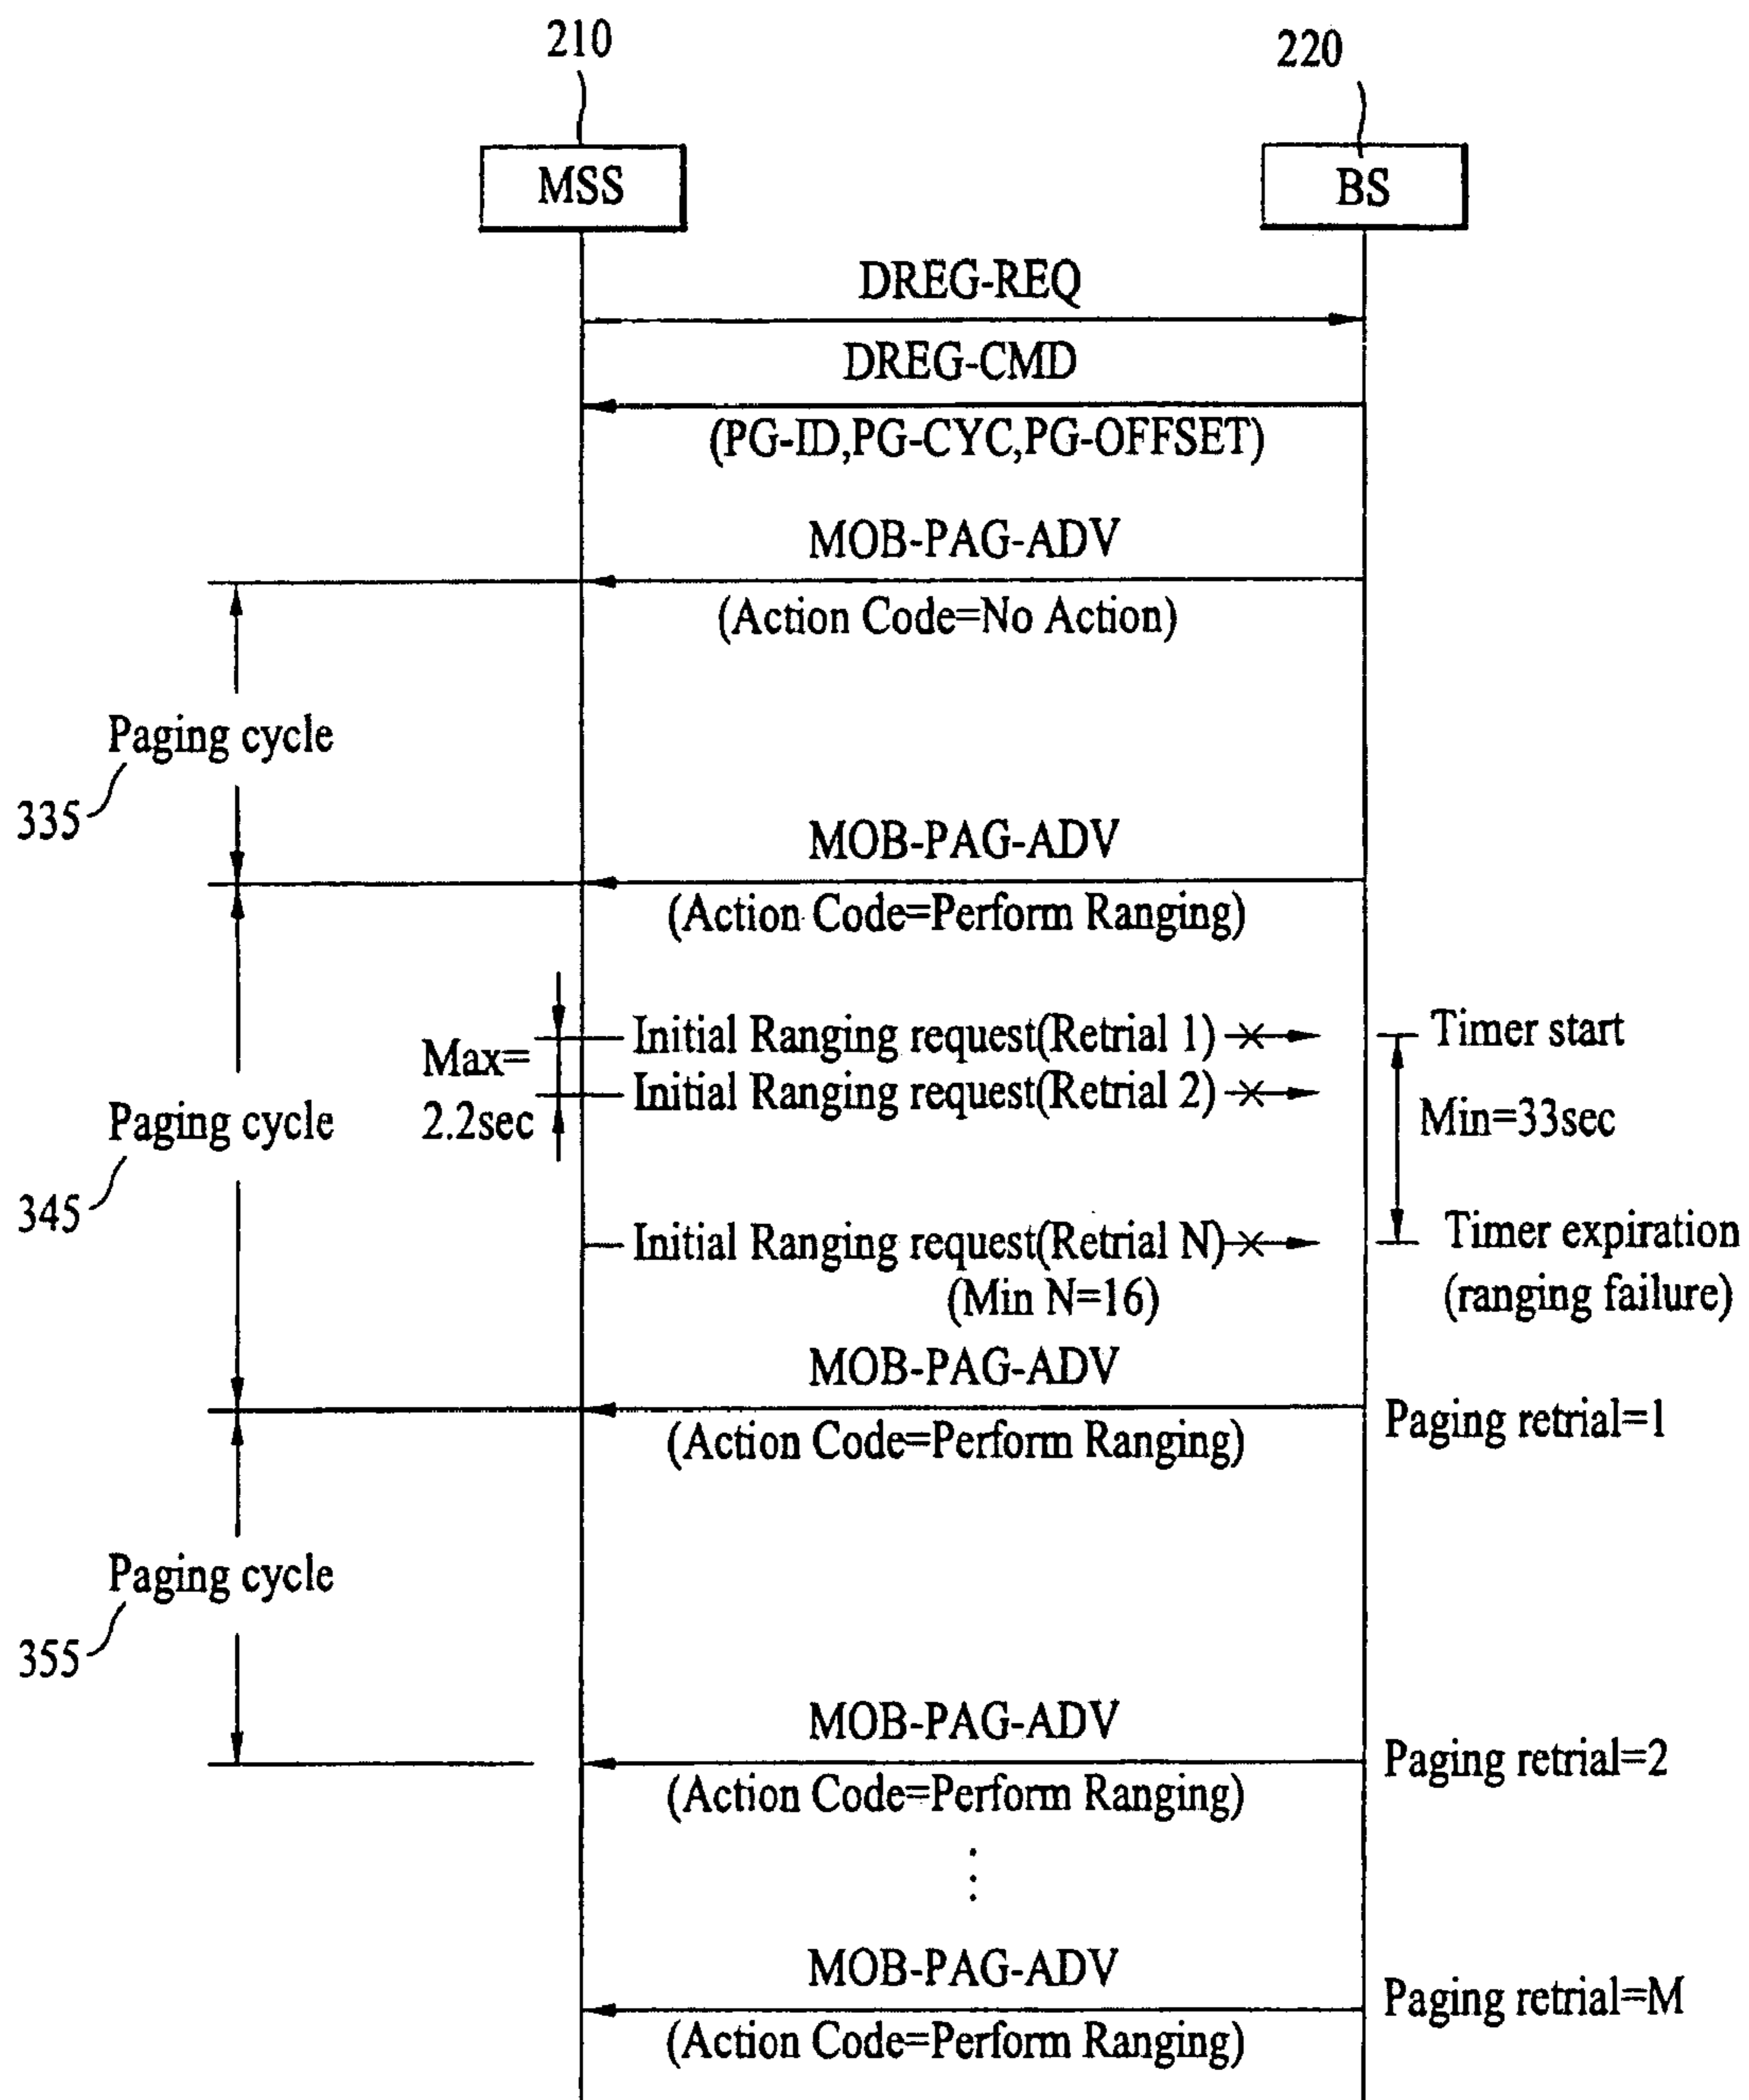 210
220
MSS
BS
DREG-REQ
DREG-CMD
(PG-ID,PG-CYC,PG-OFFSET)
MOB-PAG-ADV
(Action Code=No Action)
Paging cycle
335
MOB-PAG-ADV
(Action Code=Perform Ranging)
Initial Ranging request(Retrial 1)
Timer start
Max=
2.2sec
Initial Ranging request(Retrial 2)
Min=33sec
Paging cycle
345
Initial Ranging request(Retrial N)
(Min N=16)
Timer expiration
(ranging failure)
MOB-PAG-ADV
(Action Code=Perform Ranging)
Paging retrial=1
Paging cycle
355
MOB-PAG-ADV
(Action Code=Perform Ranging)
Paging retrial=2
MOB-PAG-ADV
(Action Code=Perform Ranging)
Paging retrial=M